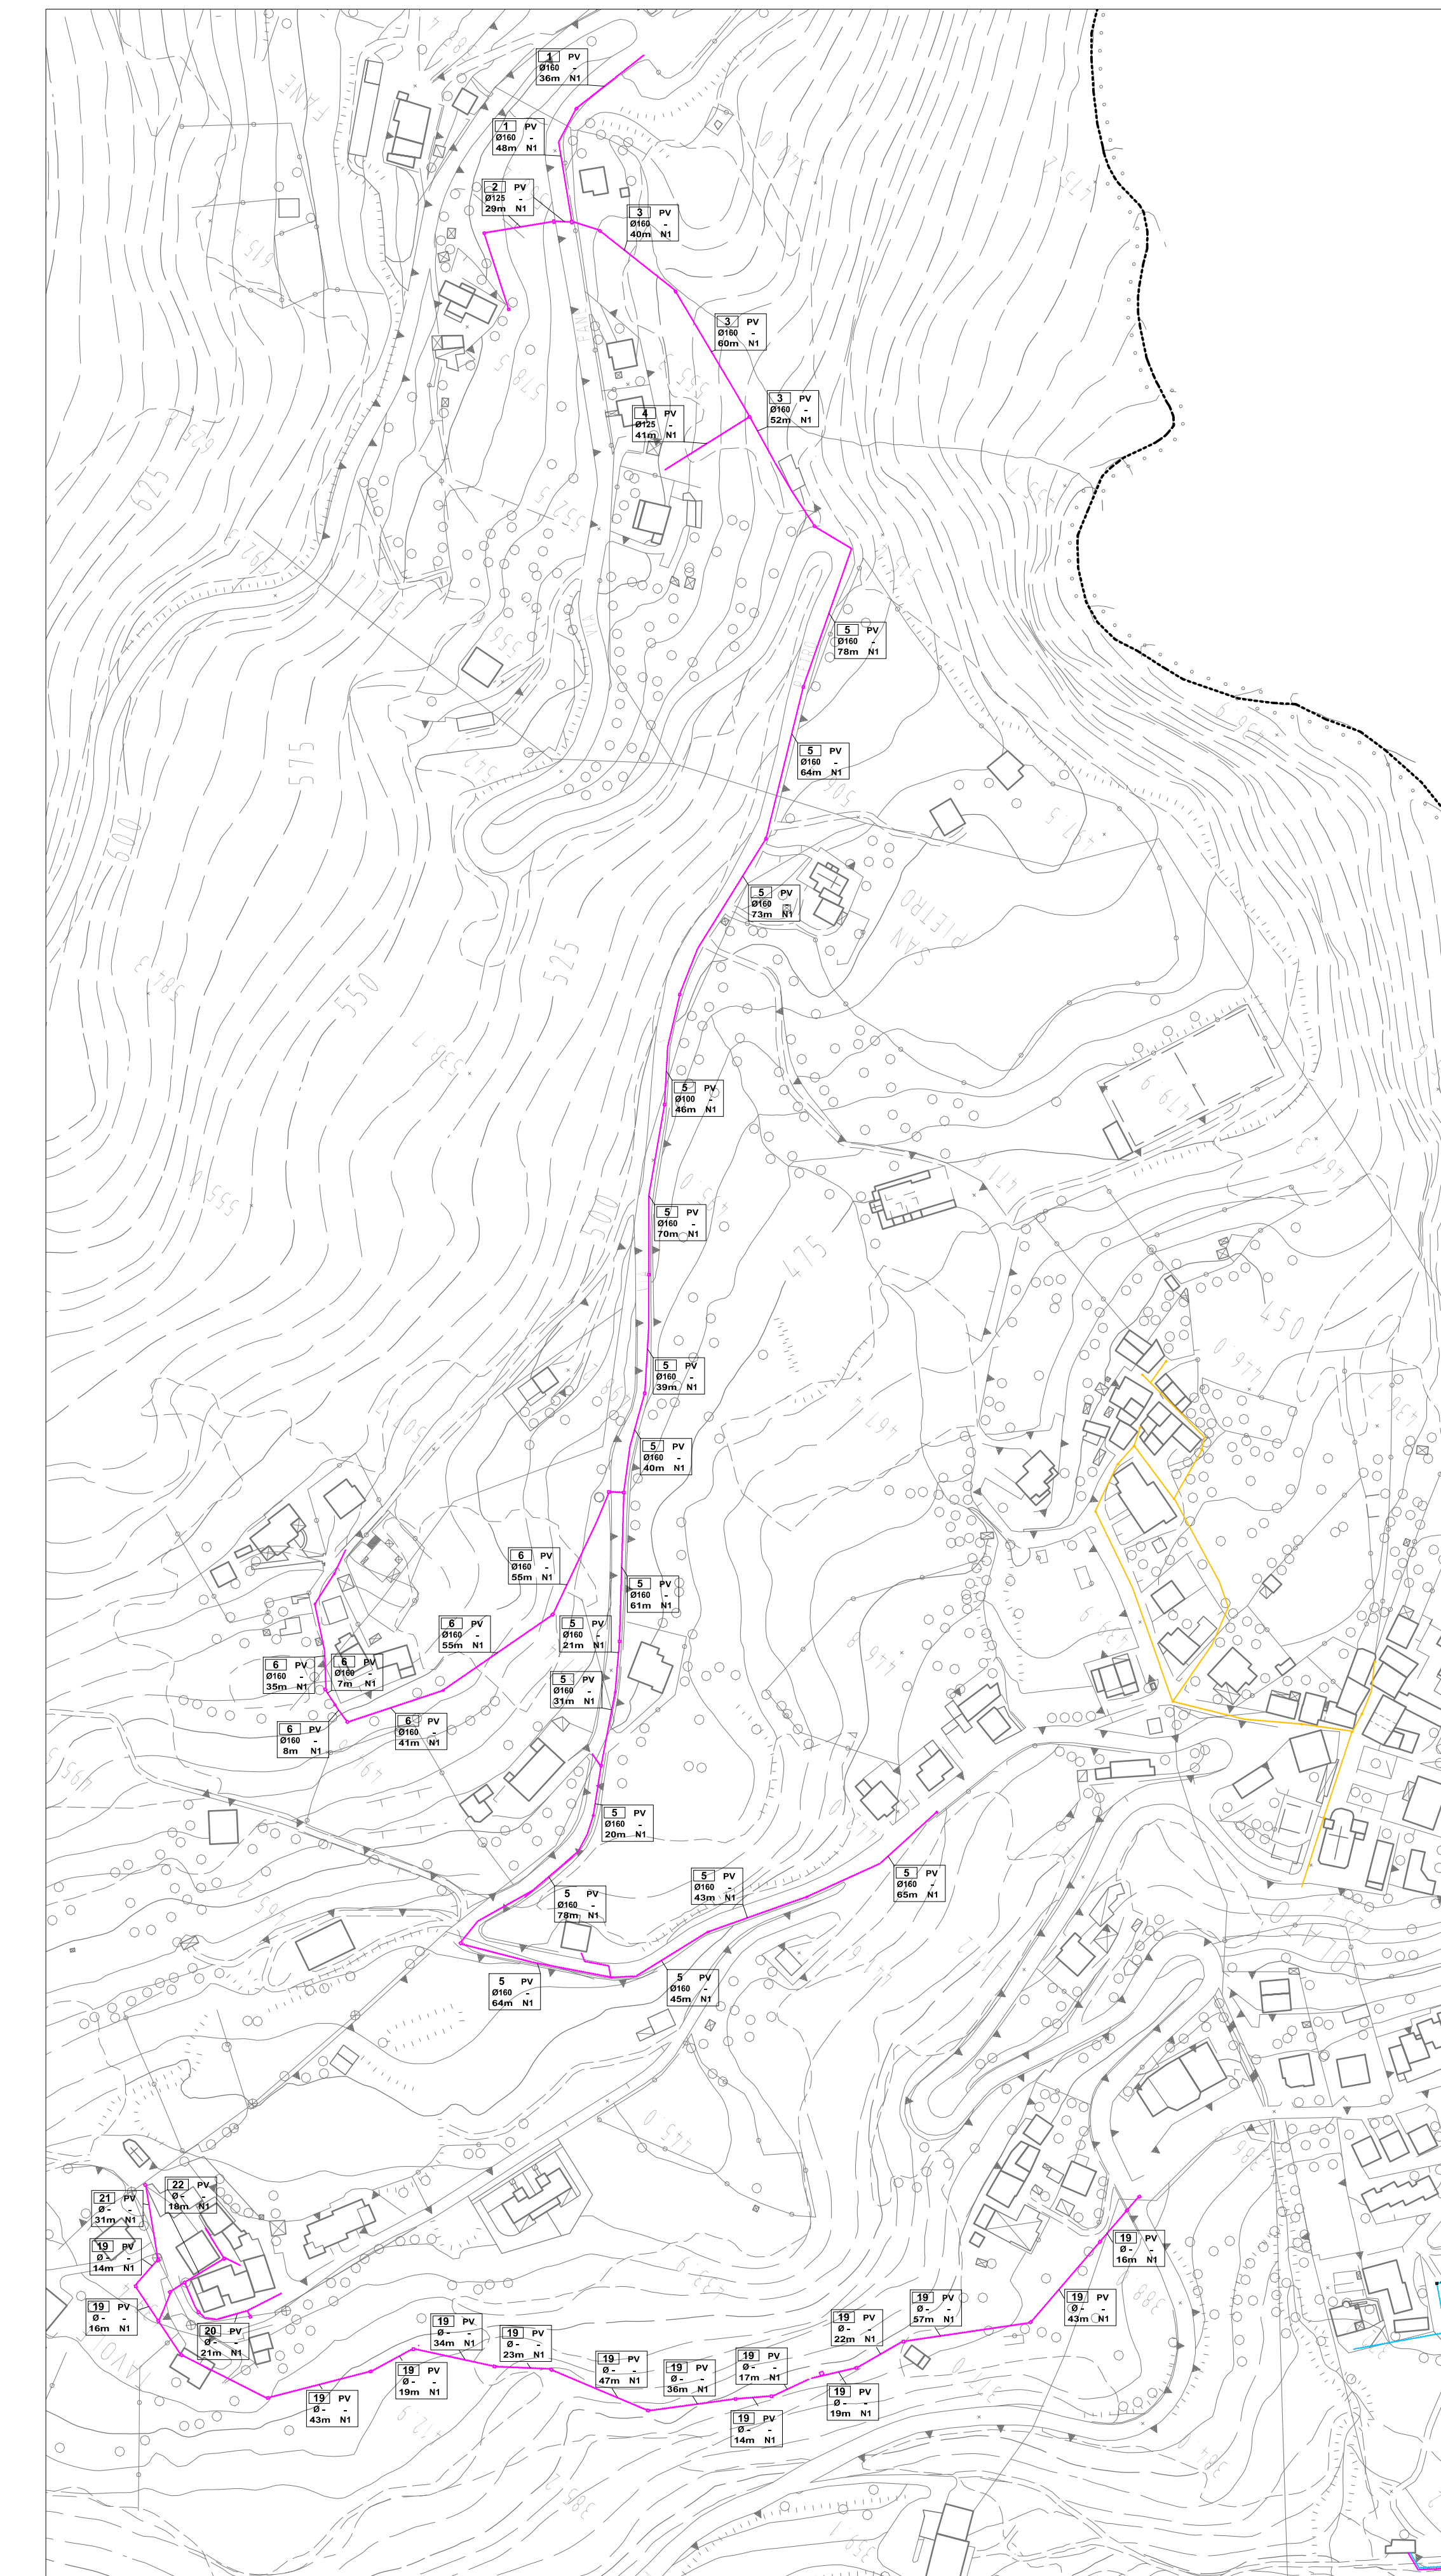 1 PV
Ø160 -
36m N1
1 PV
Ø160 -
48m N1
2 PV
Ø125 -
29m N1
3 PV
Ø160 -
40m N1
3 PV
Ø160 -
60m N1
3 PV
Ø160 -
52m N1
4 PV
Ø125 -
41m N1
625
5 PV
Ø160 -
78m N1
5 PV
Ø160 -
64m N1
575
600
5 PV
Ø160 -
73m N1
SAN
PIETRO
525
550
5 PV
Ø100 -
46m N1
5 PV
Ø160 -
70m N1
500
475
450
5 PV
Ø160 -
39m N1
5 PV
Ø160 -
40m N1
6 PV
Ø160 -
55m N1
5 PV
Ø160 -
61m N1
6 PV
Ø160 -
55m N1
5 PV
Ø160 -
21m N1
6 PV
Ø160 -
35m N1
6 PV
Ø160 -
7m N1
5 PV
Ø160 -
31m N1
6 PV
Ø160 -
8m N1
6 PV
Ø160 -
41m N1
5 PV
Ø160 -
20m N1
5 PV
Ø160 -
78m N1
5 PV
Ø160 -
43m N1
5 PV
Ø160 -
65m N1
5 PV
Ø160 -
64m N1
5 PV
Ø160 -
45m N1
445.0
22 PV
Ø - -
18m N1
21 PV
Ø - -
31m N1
19 PV
Ø - -
14m N1
19 PV
Ø - -
16m N1
20 PV
Ø - -
21m N1
19 PV
Ø - -
43m N1
19 PV
Ø - -
19m N1
19 PV
Ø - -
34m N1
19 PV
Ø - -
23m N1
19 PV
Ø - -
47m N1
19 PV
Ø - -
36m N1
19 PV
Ø - -
17m N1
19 PV
Ø - -
14m N1
19 PV
Ø - -
22m N1
19 PV
Ø - -
19m N1
19 PV
Ø - -
57m N1
19 PV
Ø - -
43m N1
19 PV
Ø - -
16m N1